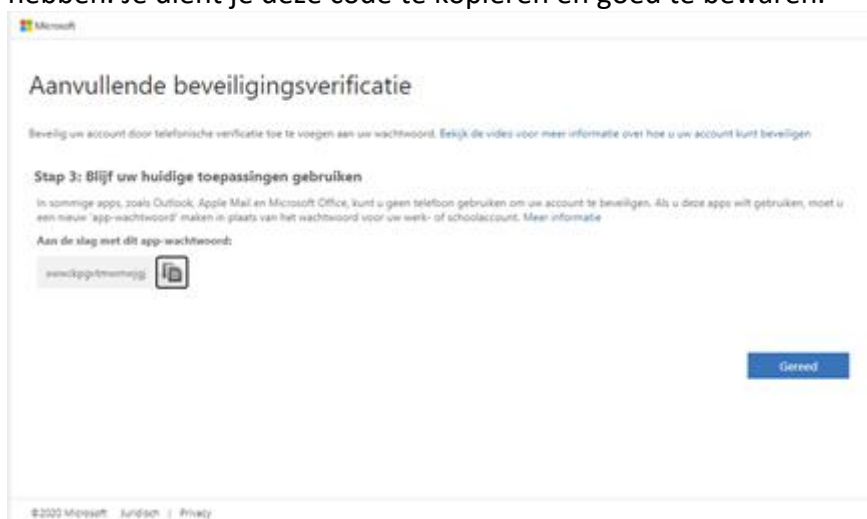 hebben. Je dient je deze code te kopiëren en goed te bewaren.
Microsoft
Aanvullende beveiligingsverificatie
Beveilig uw account door telefonische verificatie toe te voegen aan uw wachtwoord. Bekijk de video voor meer informatie over hoe u uw account kunt beveiligen
Stap 3: Blijf uw huidige toepassingen gebruiken
In sommige apps, zoals Outlook, Apple Mail en Microsoft Office, kunt u geen telefoon gebruiken om uw account te beveiligen. Als u deze apps wilt gebruiken, moet u
een nieuw 'app-wachtwoord' maken in plaats van het wachtwoord voor uw werk- of schoolaccount. Meer informatie
Aan de slag met dit app-wachtwoord:
Gereed
©2020 Microsoft Juridisch | Privacy